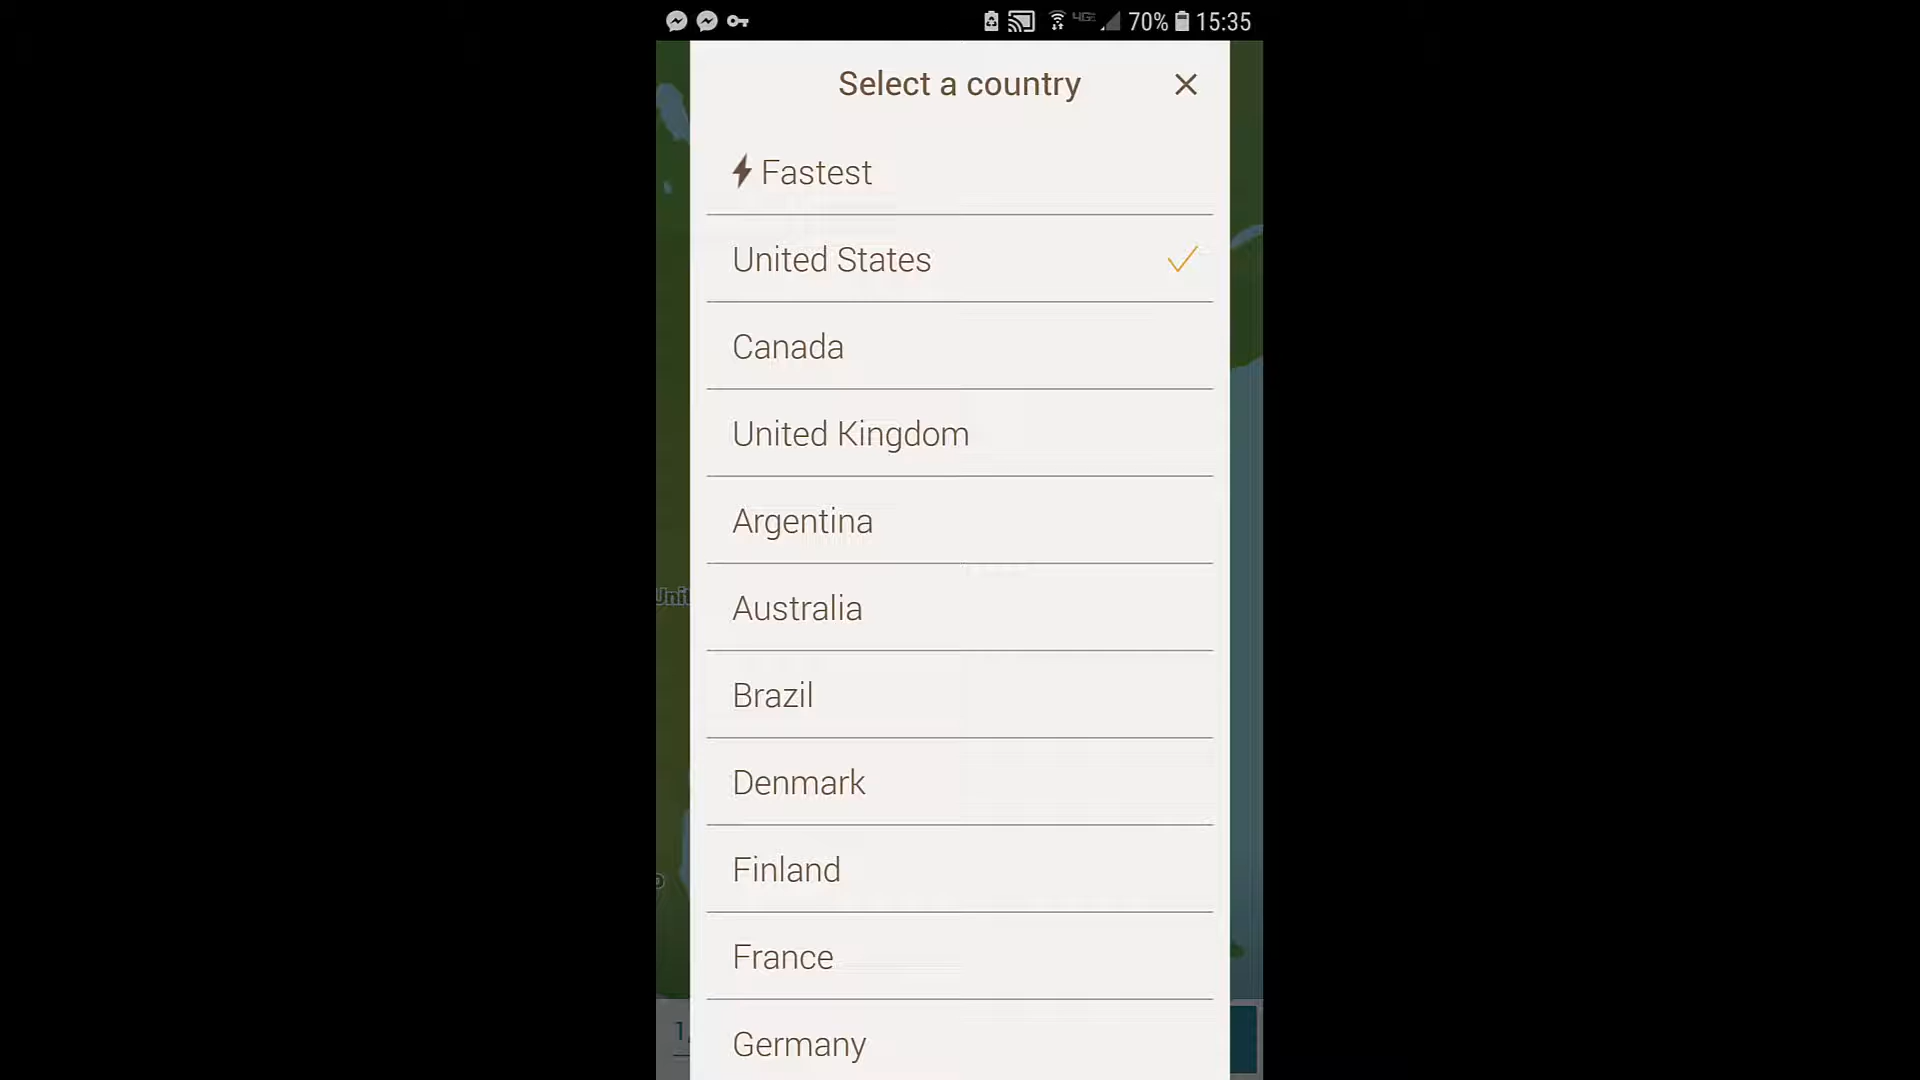 70% 15:35
Select a country
Fastest
United States
Canada
United Kingdom
Argentina
Australia
Brazil
Denmark
Finland
France
Germany